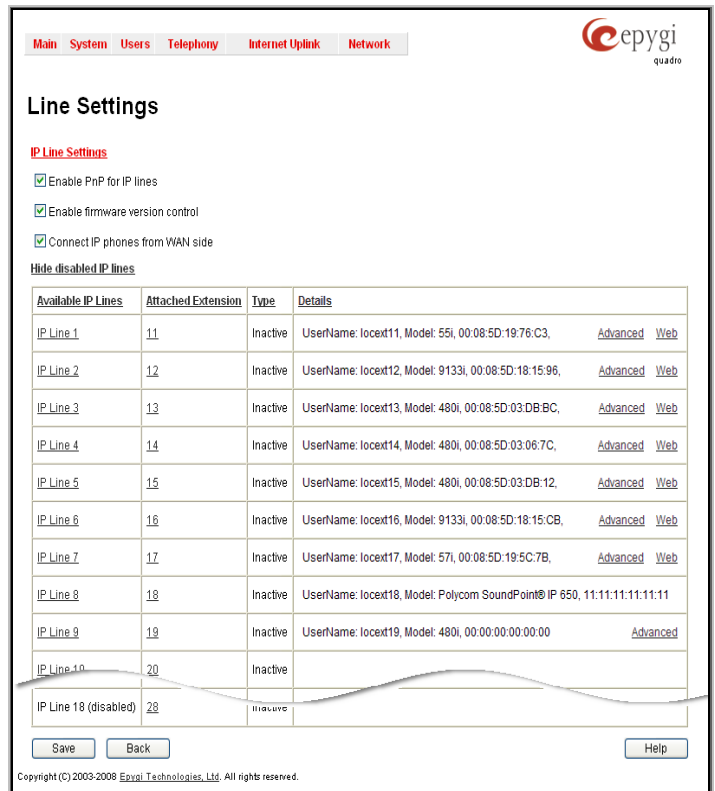 Main System Users Telephony Internet Uplink Network
epygi
quadro
Line Settings
IP Line Settings
Enable PnP for IP lines
Enable firmware version control
Connect IP phones from WAN side
Hide disabled IP lines
Available IP Lines Attached Extension Type Details
IP Line 1 11 Inactive UserName: locext11, Model: 55i, 00:08:5D:19:76:C3, Advanced Web
IP Line 2 12 Inactive UserName: locext12, Model: 9133i, 00:08:5D:18:15:96, Advanced Web
IP Line 3 13 Inactive UserName: locext13, Model: 480i, 00:08:5D:03:DB:BC, Advanced Web
IP Line 4 14 Inactive UserName: locext14, Model: 480i, 00:08:5D:03:06:7C, Advanced Web
IP Line 5 15 Inactive UserName: locext15, Model: 480i, 00:08:5D:03:DB:12, Advanced Web
IP Line 6 16 Inactive UserName: locext16, Model: 9133i, 00:08:5D:18:15:CB, Advanced Web
IP Line 7 17 Inactive UserName: locext17, Model: 57i, 00:08:5D:19:5C:7B, Advanced Web
IP Line 8 18 Inactive UserName: locext18, Model: Polycom SoundPoint® IP 650, 11:11:11:11:11:11
IP Line 9 19 Inactive UserName: locext19, Model: 480i, 00:00:00:00:00:00 Advanced
IP Line 10 20 Inactive
IP Line 18 (disabled) 28 Inactive
Save Back Help
Copyright (C) 2003-2008 Epygi Technologies, Ltd. All rights reserved.